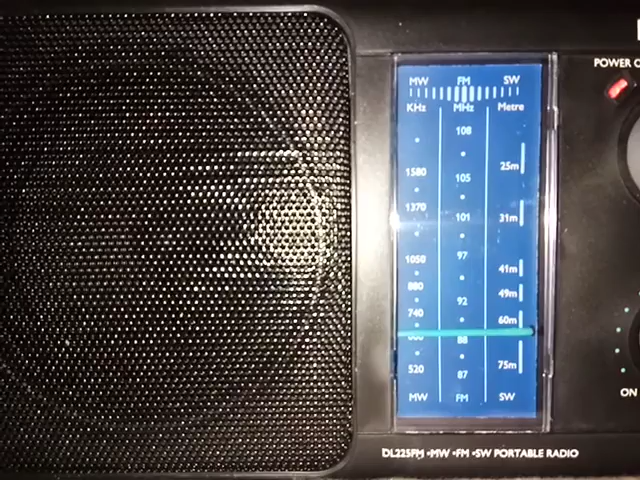 POWER
MW FM SW
KHz MHz Metre
108
25m
1580
105
1370
31m
101
97
1050
41m
880
49m
92
740
60m
88
75m
520
87
MW FM SW
ON
DL225FM •MW •FM •SW PORTABLE RADIO